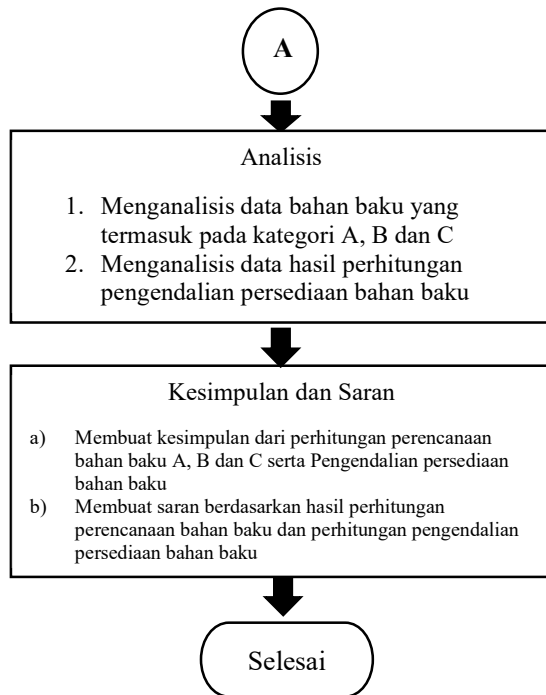 A
Analisis
1. Menganalisis data bahan baku yang
termasuk pada kategori A, B dan C
2. Menganalisis data hasil perhitungan
pengendalian persediaan bahan baku
Kesimpulan dan Saran
a) Membuat kesimpulan dari perhitungan perencanaan
bahan baku A, B dan C serta Pengendalian persediaan
bahan baku
b) Membuat saran berdasarkan hasil perhitungan
perencanaan bahan baku dan perhitungan pengendalian
persediaan bahan baku
Selesai